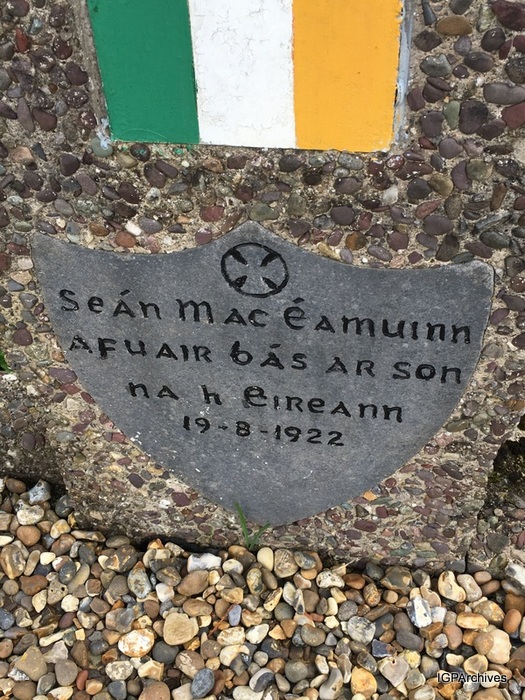 Seán Mac Éamuinn
a fuair bás ar son
na h Éireann
19-8-1922
IGPArchives